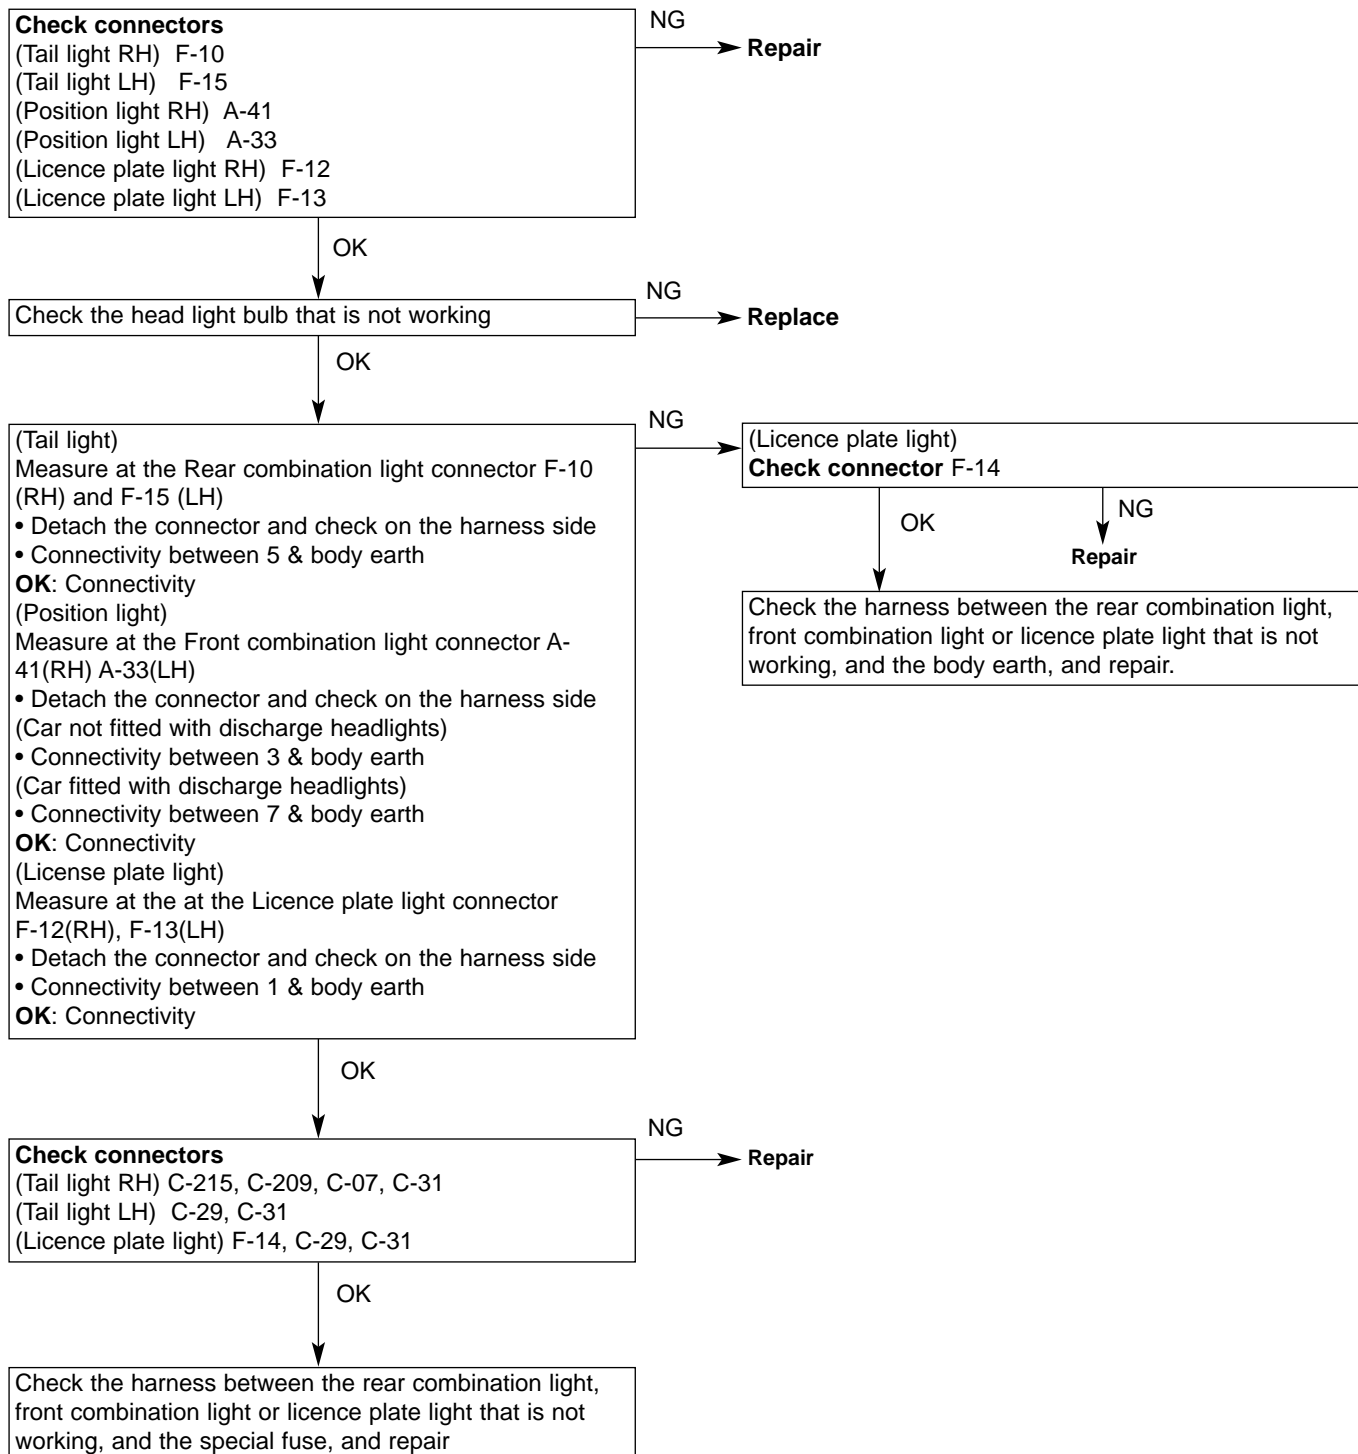 Check connectors
(Tail light RH) F-10
(Tail light LH) F-15
(Position light RH) A-41
(Position light LH) A-33
(Licence plate light RH) F-12
(Licence plate light LH) F-13
NG
Repair
OK
Check the head light bulb that is not working
NG
Replace
OK
(Tail light)
Measure at the Rear combination light connector F-10
(RH) and F-15 (LH)
• Detach the connector and check on the harness side
• Connectivity between 5 & body earth
OK: Connectivity
(Position light)
Measure at the Front combination light connector A-
41(RH) A-33(LH)
• Detach the connector and check on the harness side
(Car not fitted with discharge headlights)
• Connectivity between 3 & body earth
(Car fitted with discharge headlights)
• Connectivity between 7 & body earth
OK: Connectivity
(License plate light)
Measure at the at the Licence plate light connector
F-12(RH), F-13(LH)
• Detach the connector and check on the harness side
• Connectivity between 1 & body earth
OK: Connectivity
NG
(Licence plate light)
Check connector F-14
OK
NG
Repair
Check the harness between the rear combination light,
front combination light or licence plate light that is not
working, and the body earth, and repair.
OK
Check connectors
(Tail light RH) C-215, C-209, C-07, C-31
(Tail light LH) C-29, C-31
(Licence plate light) F-14, C-29, C-31
NG
Repair
OK
Check the harness between the rear combination light,
front combination light or licence plate light that is not
working, and the special fuse, and repair